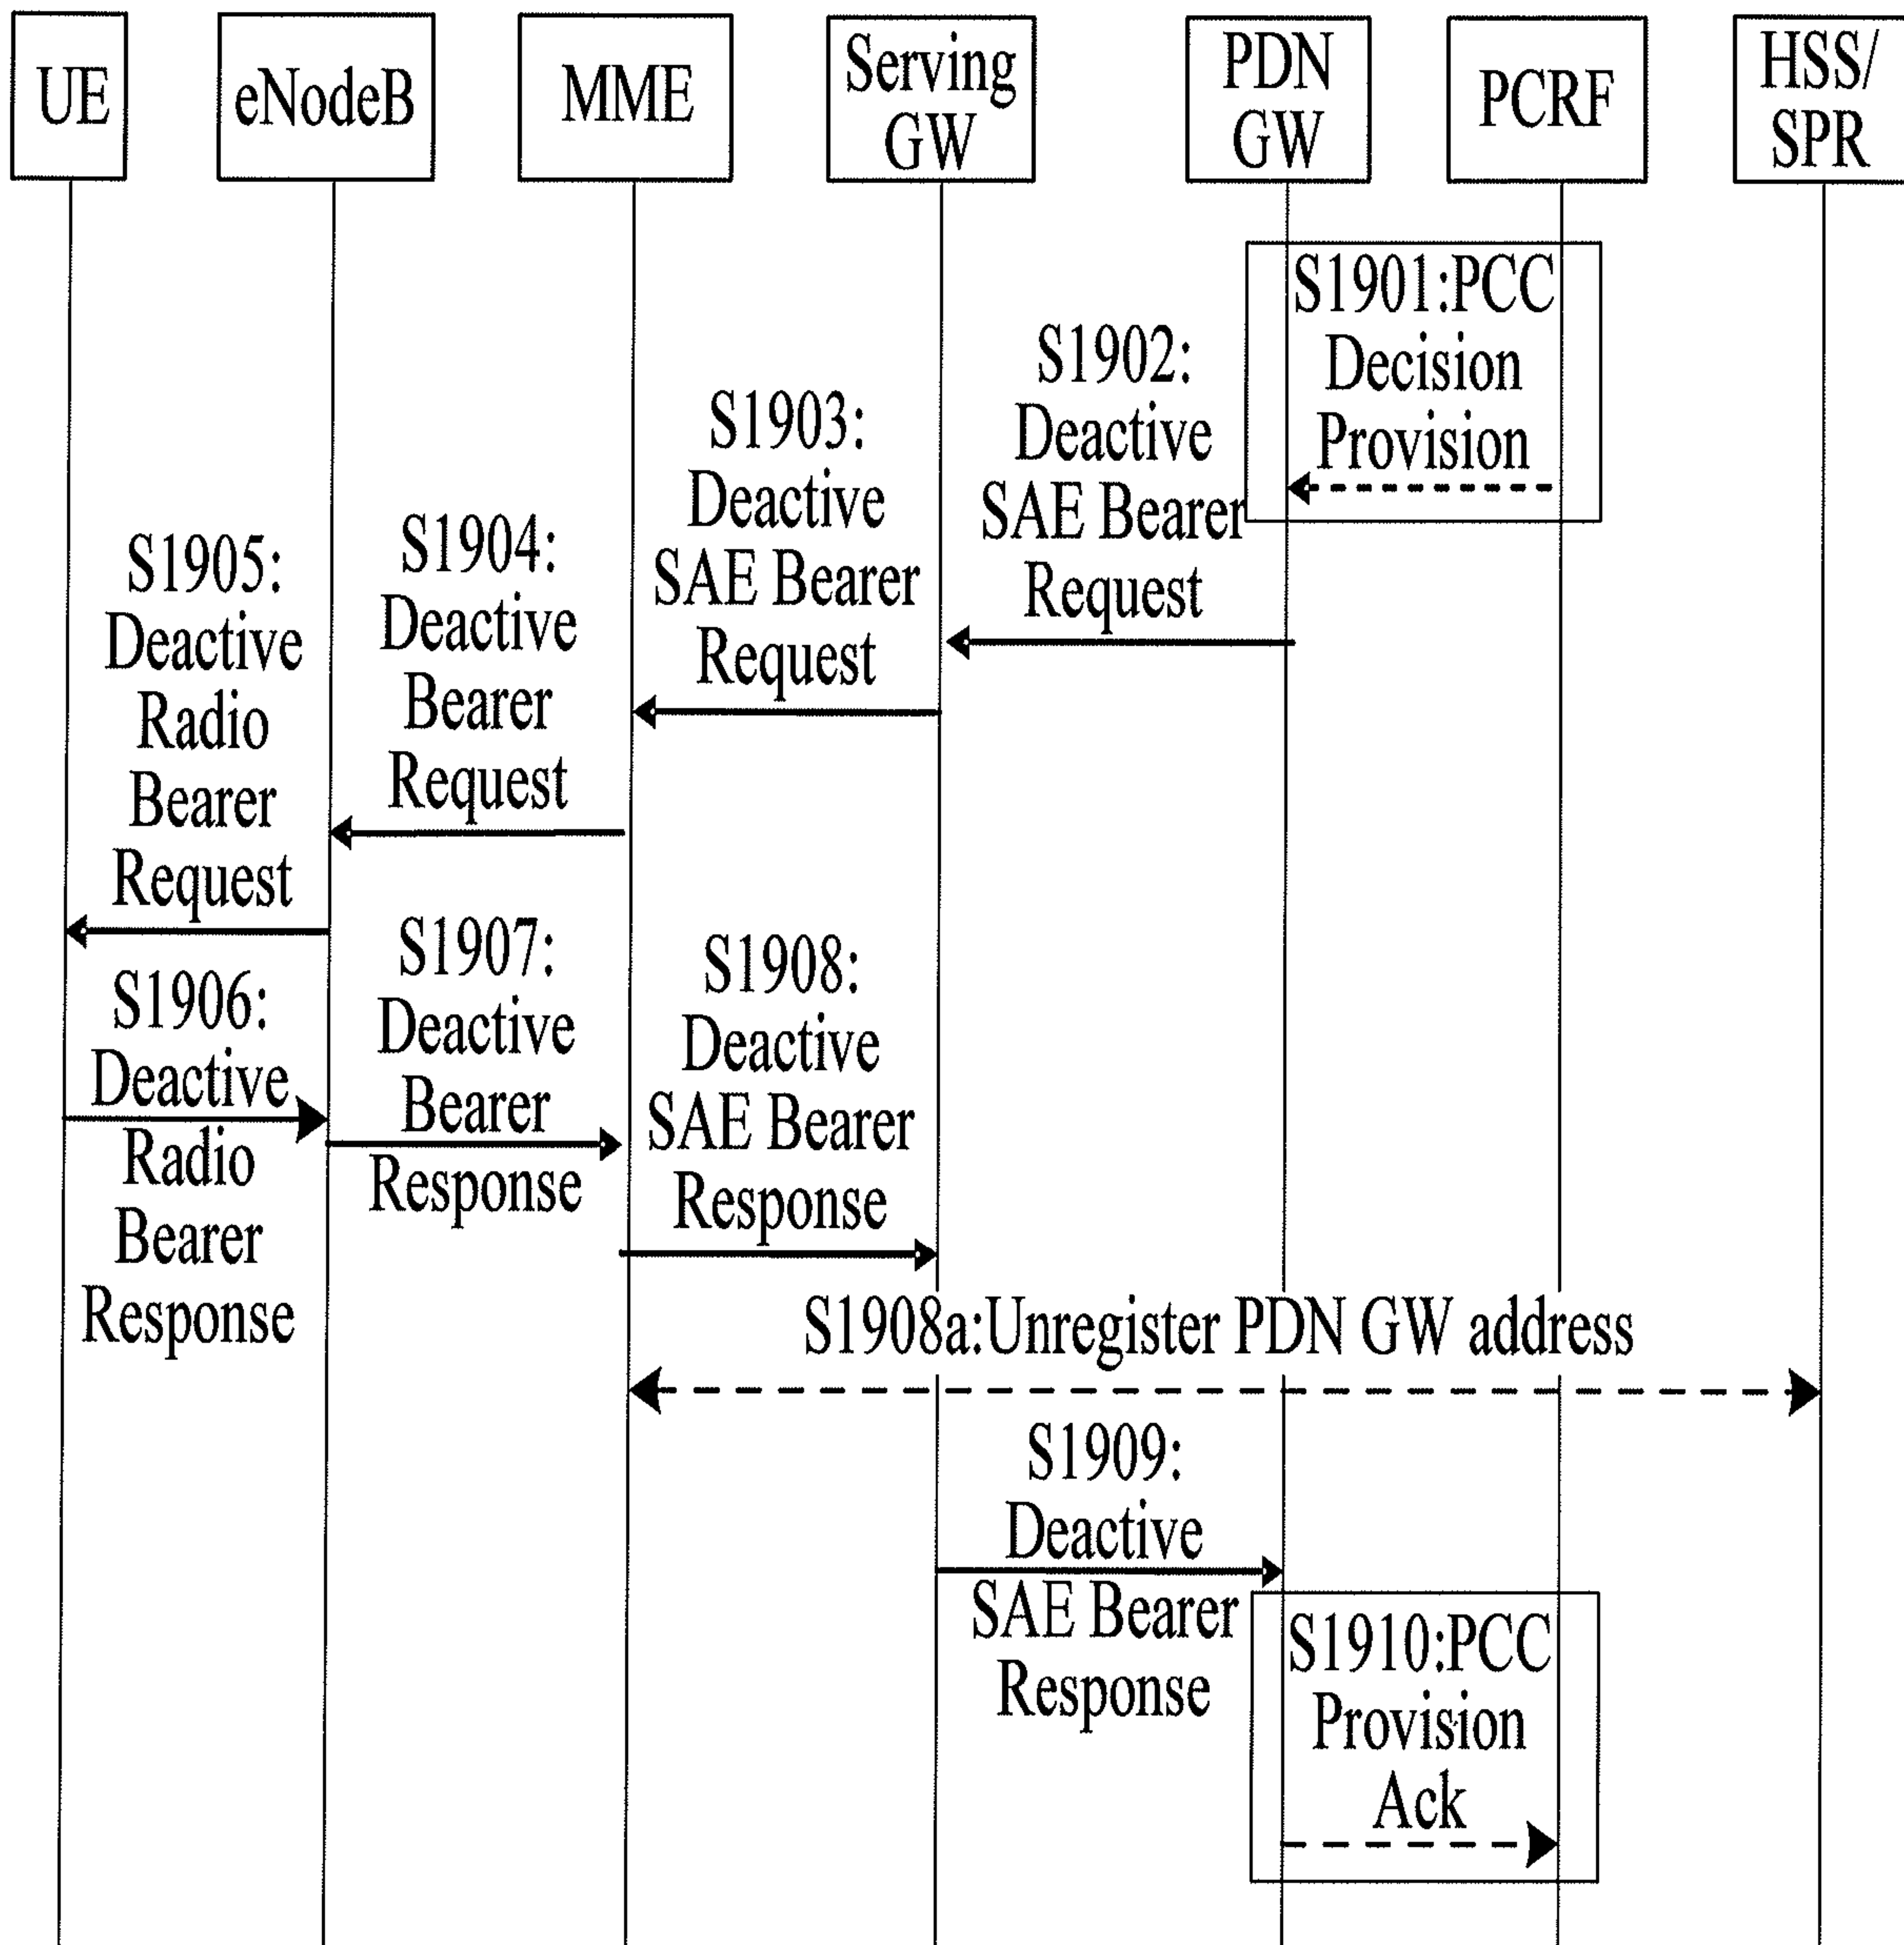 UE
eNodeB
MME
Serving
GW
PDN
GW
PCRF
HSS/
SPR
S1901:PCC
Decision
Provision
S1902:
Deactive
SAE Bearer
Request
S1903:
Deactive
SAE Bearer
Request
S1904:
Deactive
Bearer
Request
S1905:
Deactive
Radio
Bearer
Request
S1906:
Deactive
Radio
Bearer
Response
S1907:
Deactive
Bearer
Response
S1908:
Deactive
SAE Bearer
Response
S1908a:Unregister PDN GW address
S1909:
Deactive
SAE Bearer
Response
S1910:PCC
Provision
Ack